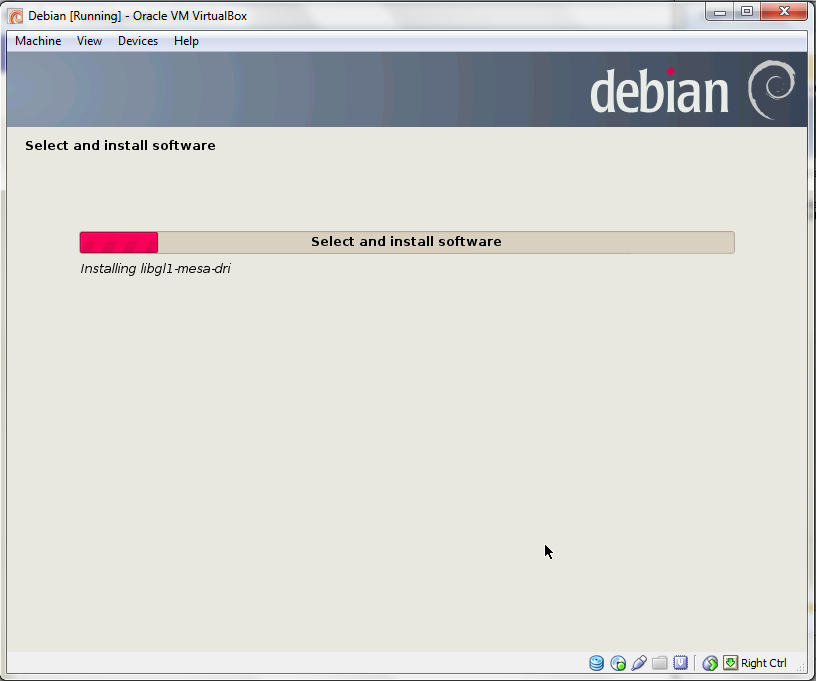 Debian [Running] - Oracle VM VirtualBox
Machine View Devices Help
debian
Select and install software
Select and install software
Installing libgl1-mesa-dri
Right Ctrl